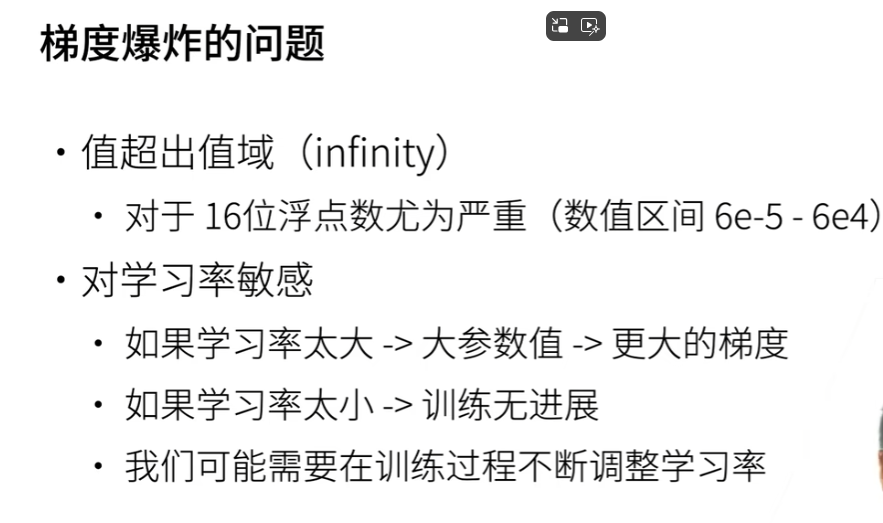 梯度爆炸的问题
• 值超出值域（infinity）
• 对于 16位浮点数尤为严重（数值区间 6e-5 - 6e4）
• 对学习率敏感
• 如果学习率太大 -> 大参数值 -> 更大的梯度
• 如果学习率太小 -> 训练无进展
• 我们可能需要在训练过程不断调整学习率